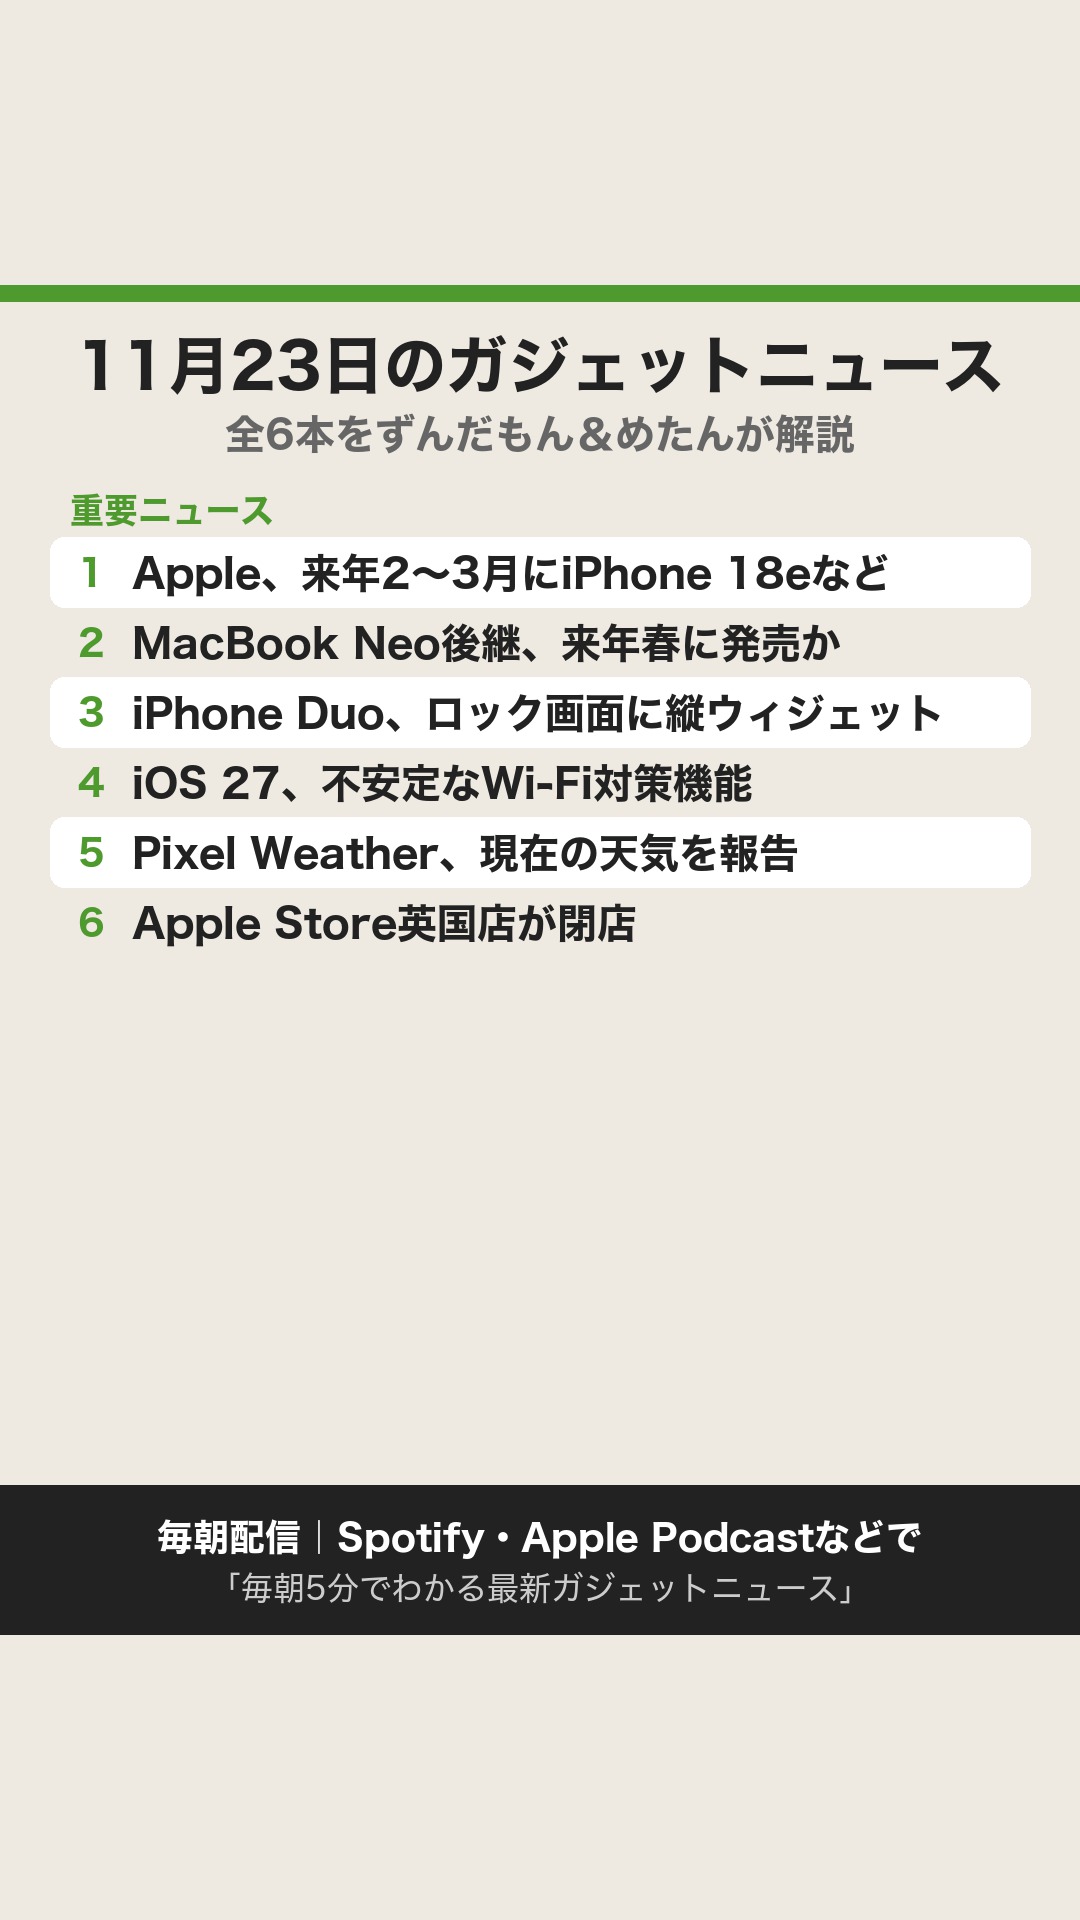 11月23日のガジェットニュース
全6本をずんだもん＆めたんが解説
重要ニュース
1 Apple、来年2〜3月にiPhone 18eなど
2 MacBook Neo後継、来年春に発売か
3 iPhone Duo、ロック画面に縦ウィジェット
4 iOS 27、不安定なWi-Fi対策機能
5 Pixel Weather、現在の天気を報告
6 Apple Store英国店が閉店
毎朝配信｜Spotify・Apple Podcastなどで
「毎朝5分でわかる最新ガジェットニュース」